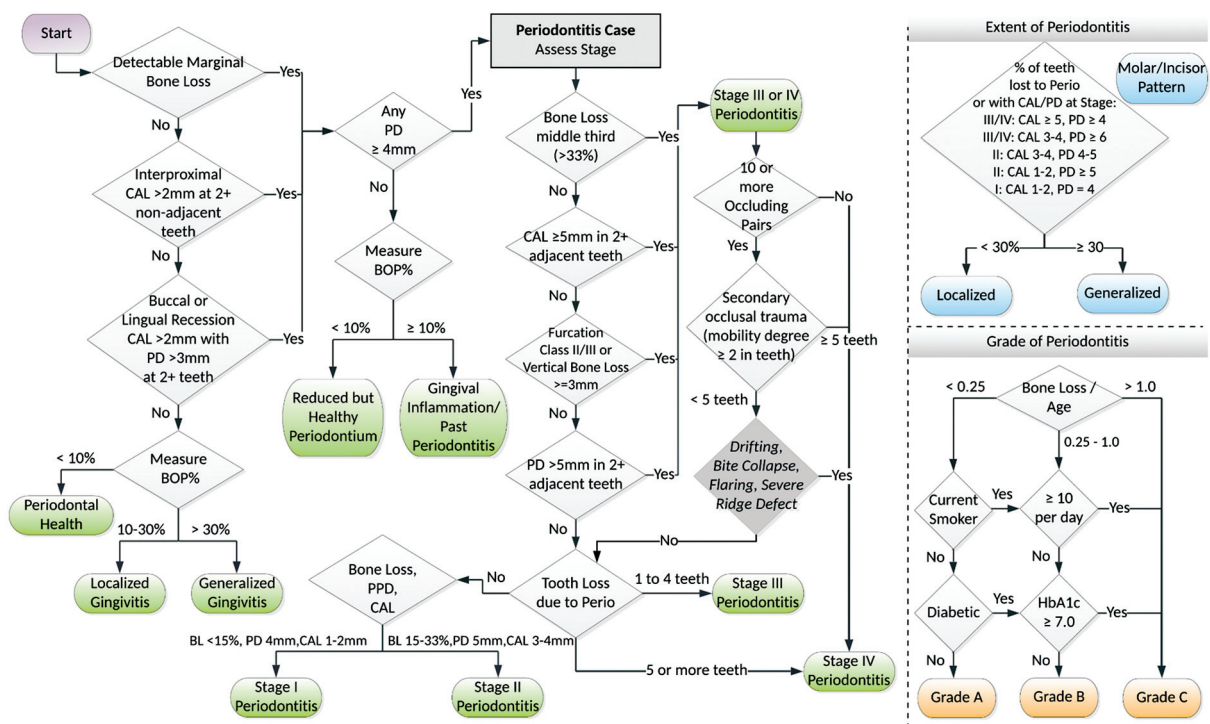 Start
Detectable Marginal
Bone Loss
Yes
No
Interproximal
CAL >2mm at 2+
non-adjacent
teeth
Yes
No
Buccal or
Lingual Recession
CAL >2mm with
PD >3mm
at 2+ teeth
Yes
No
Measure
BOP%
< 10%
Periodontal
Health
10-30%
> 30%
Localized
Gingivitis
Generalized
Gingivitis
Any
PD
≥ 4mm
Yes
No
Measure
BOP%
< 10%
≥ 10%
Reduced but
Healthy
Periodontium
Gingival
Inflammation/
Past
Periodontitis
Periodontitis Case
Assess Stage
Bone Loss
middle third
(>33%)
Yes
No
CAL ≥5mm in 2+
adjacent teeth
Yes
No
Furcation
Class II/III or
Vertical Bone Loss
>=3mm
Yes
No
PD >5mm in 2+
adjacent teeth
Yes
No
Tooth Loss
due to Perio
No
1 to 4 teeth
Stage III
Periodontitis
5 or more teeth
Stage IV
Periodontitis
Bone Loss,
PPD,
CAL
BL <15%, PD 4mm,CAL 1-2mm
BL 15-33%,PD 5mm,CAL 3-4mm
Stage I
Periodontitis
Stage II
Periodontitis
Stage III or IV
Periodontitis
10 or
more
Occluding
Pairs
No
Yes
Secondary
occlusal trauma
(mobility degree
≥ 2 in teeth)
≥ 5 teeth
< 5 teeth
Drifting,
Bite Collapse,
Flaring, Severe
Ridge Defect
Yes
No
Extent of Periodontitis
Molar/Incisor
Pattern
% of teeth
lost to Perio
or with CAL/PD at Stage:
III/IV: CAL ≥ 5, PD ≥ 4
III/IV: CAL 3-4, PD ≥ 6
II: CAL 3-4, PD 4-5
II: CAL 1-2, PD ≥ 5
I: CAL 1-2, PD = 4
< 30%
≥ 30
Localized
Generalized
Grade of Periodontitis
Bone Loss /
Age
< 0.25
> 1.0
0.25 - 1.0
Current
Smoker
Yes
≥ 10
per day
Yes
No
No
Diabetic
Yes
HbA1c
≥ 7.0
Yes
No
No
Grade A
Grade B
Grade C